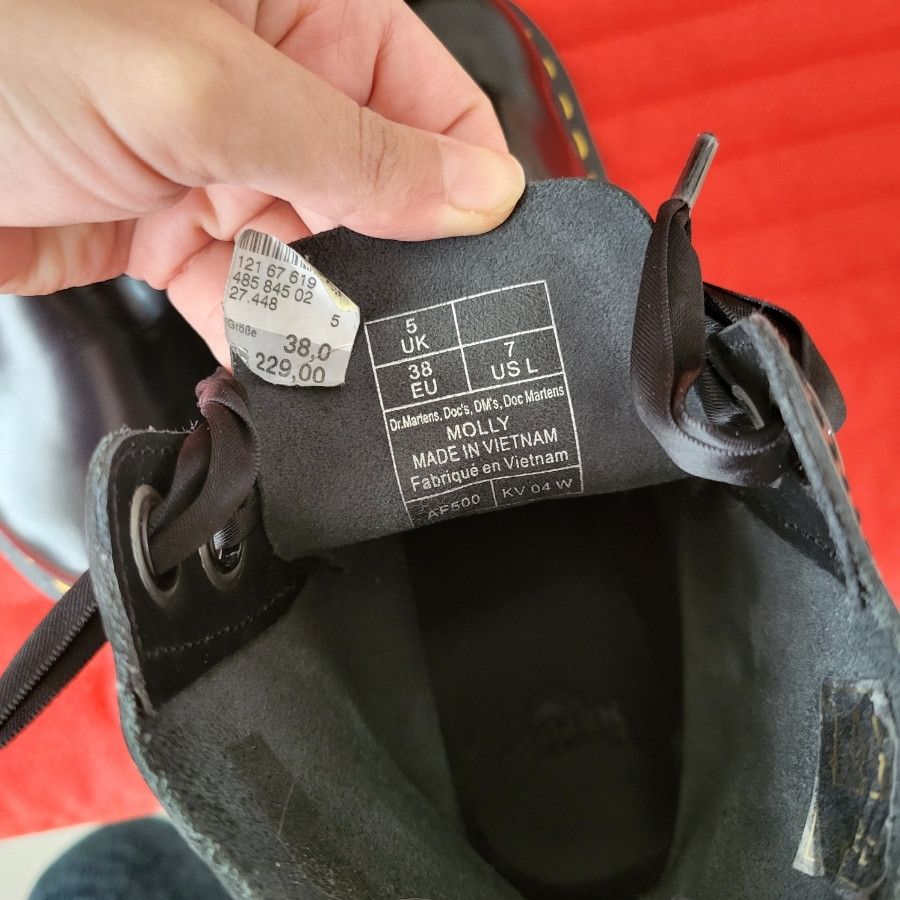 121 67 619
485 845 02
27.448
5
Größe
38,0
229,00
5
UK
38
EU
7
US L
Dr.Martens, Doc's, DM's, Doc Martens
MOLLY
MADE IN VIETNAM
Fabriqué en Vietnam
AF500
KV 04 W